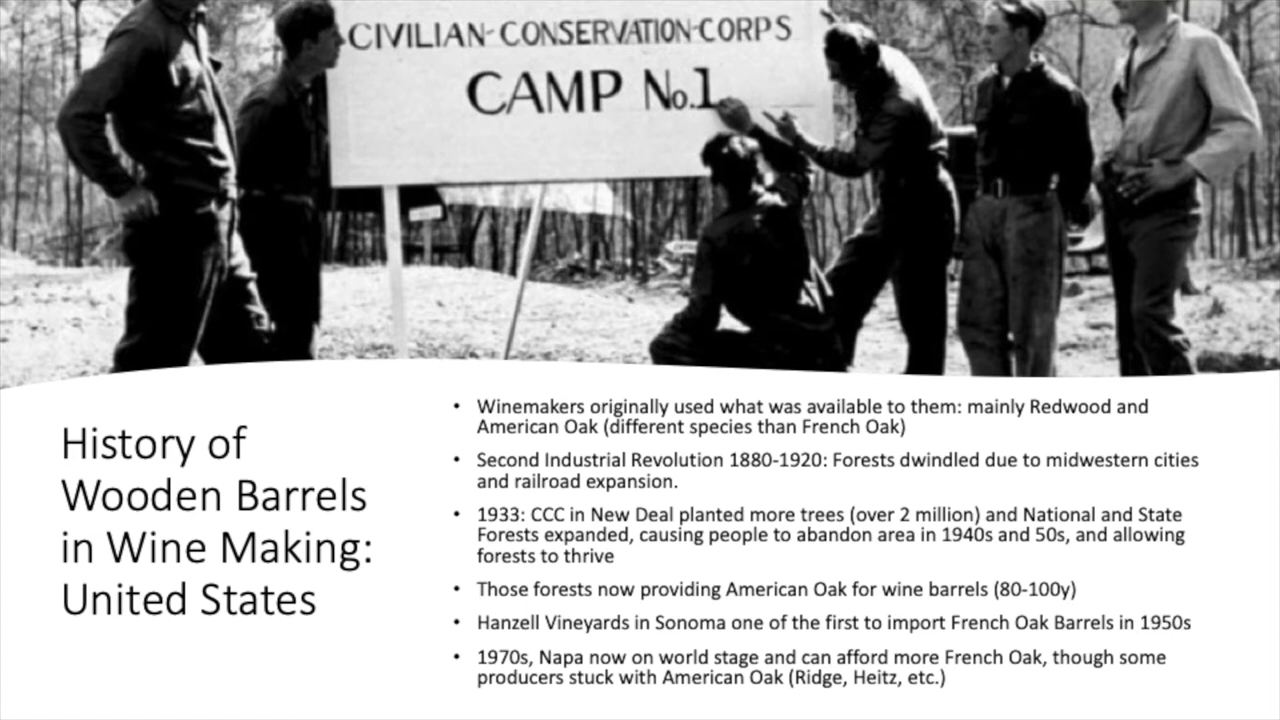 CIVILIAN-CONSERVATION-CORPS
CAMP No.1
History of
Wooden Barrels
in Wine Making:
United States
• Winemakers originally used what was available to them: mainly Redwood and
American Oak (different species than French Oak)
• Second Industrial Revolution 1880-1920: Forests dwindled due to midwestern cities
and railroad expansion.
• 1933: CCC in New Deal planted more trees (over 2 million) and National and State
Forests expanded, causing people to abandon area in 1940s and 50s, and allowing
forests to thrive
• Those forests now providing American Oak for wine barrels (80-100y)
• Hanzell Vineyards in Sonoma one of the first to import French Oak Barrels in 1950s
• 1970s, Napa now on world stage and can afford more French Oak, though some
producers stuck with American Oak (Ridge, Heitz, etc.)